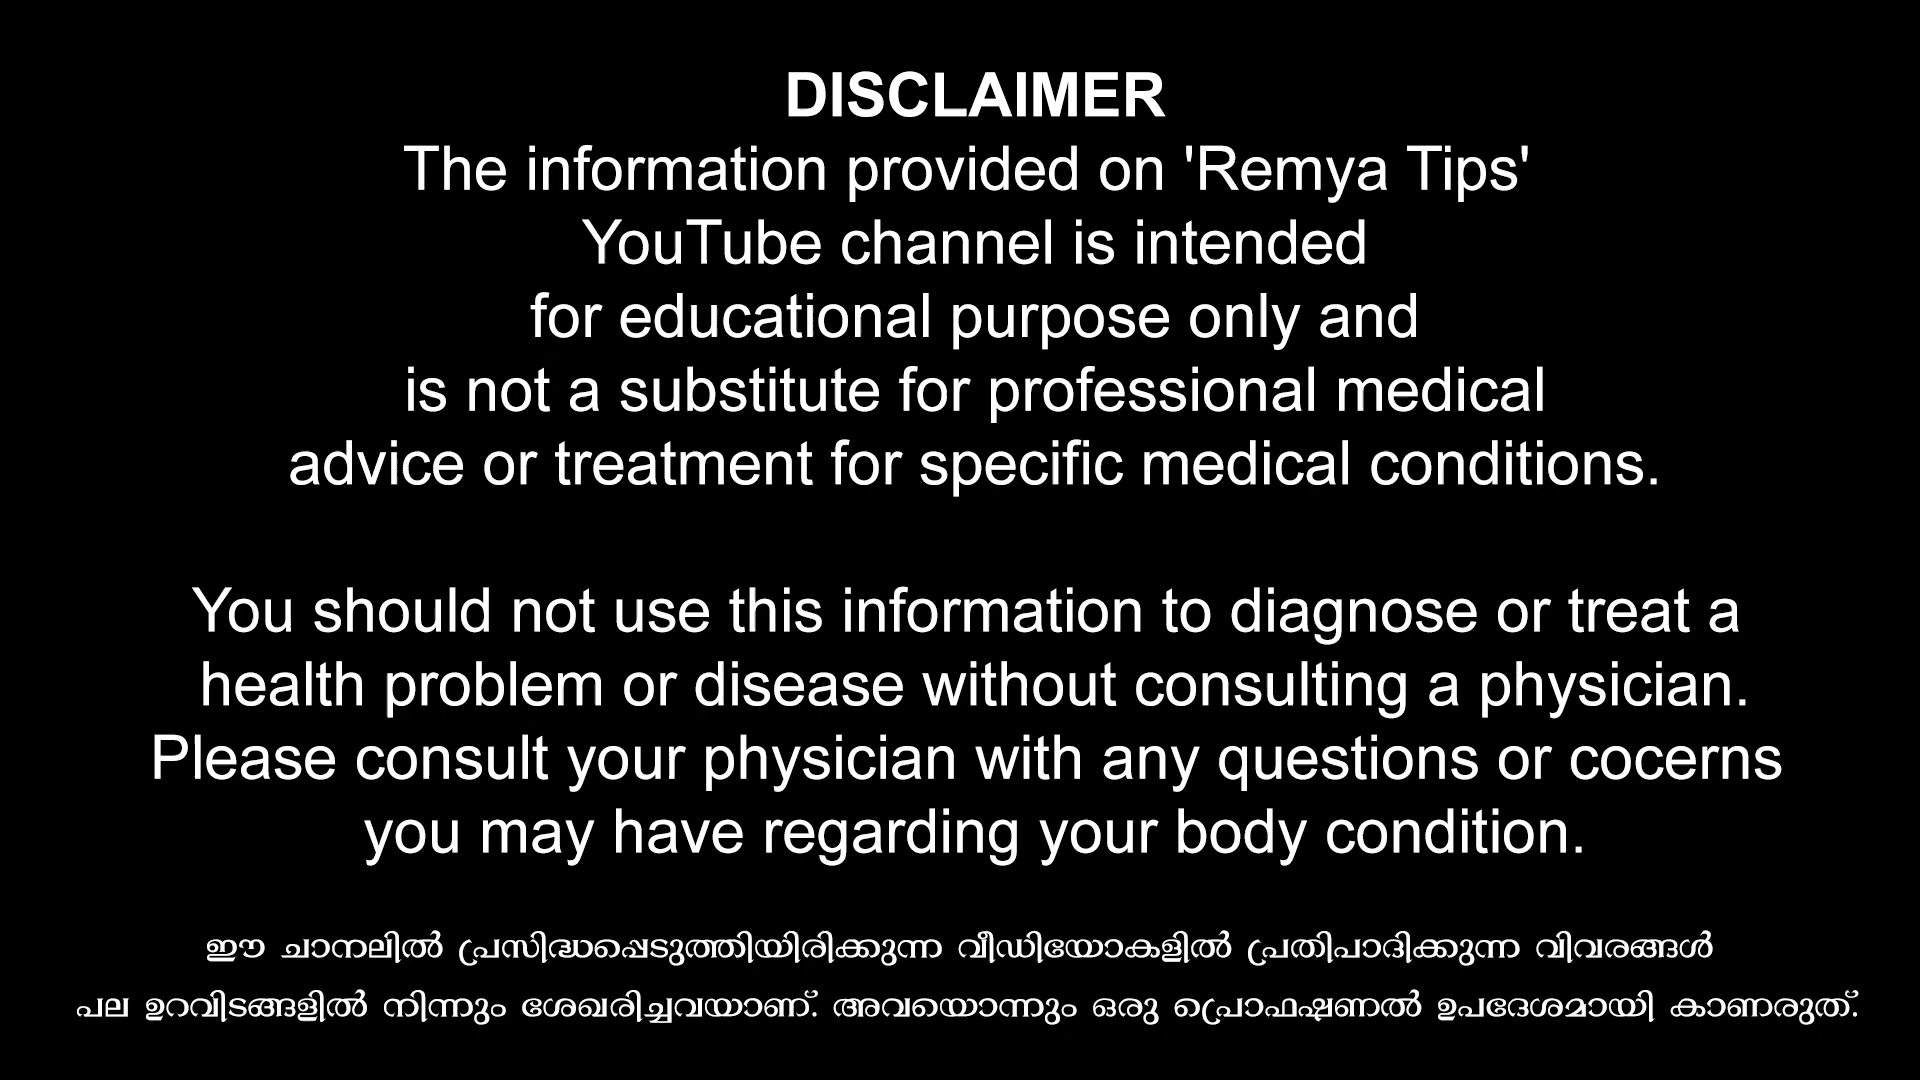 DISCLAIMER
The information provided on 'Remya Tips'
YouTube channel is intended
for educational purpose only and
is not a substitute for professional medical
advice or treatment for specific medical conditions.
You should not use this information to diagnose or treat a
health problem or disease without consulting a physician.
Please consult your physician with any questions or cocerns
you may have regarding your body condition.
ഈ ചാനലിൽ പ്രസിദ്ധപ്പെടുത്തിയിരിക്കുന്ന വീഡിയോകളിൽ പ്രതിപാദിക്കുന്ന വിവരങ്ങൾ
പല ഉറവിടങ്ങളിൽ നിന്നും ശേഖരിച്ചവയാണ്. അവയൊന്നും ഒരു പ്രൊഫഷണൽ ഉപദേശമായി കാണരുത്.